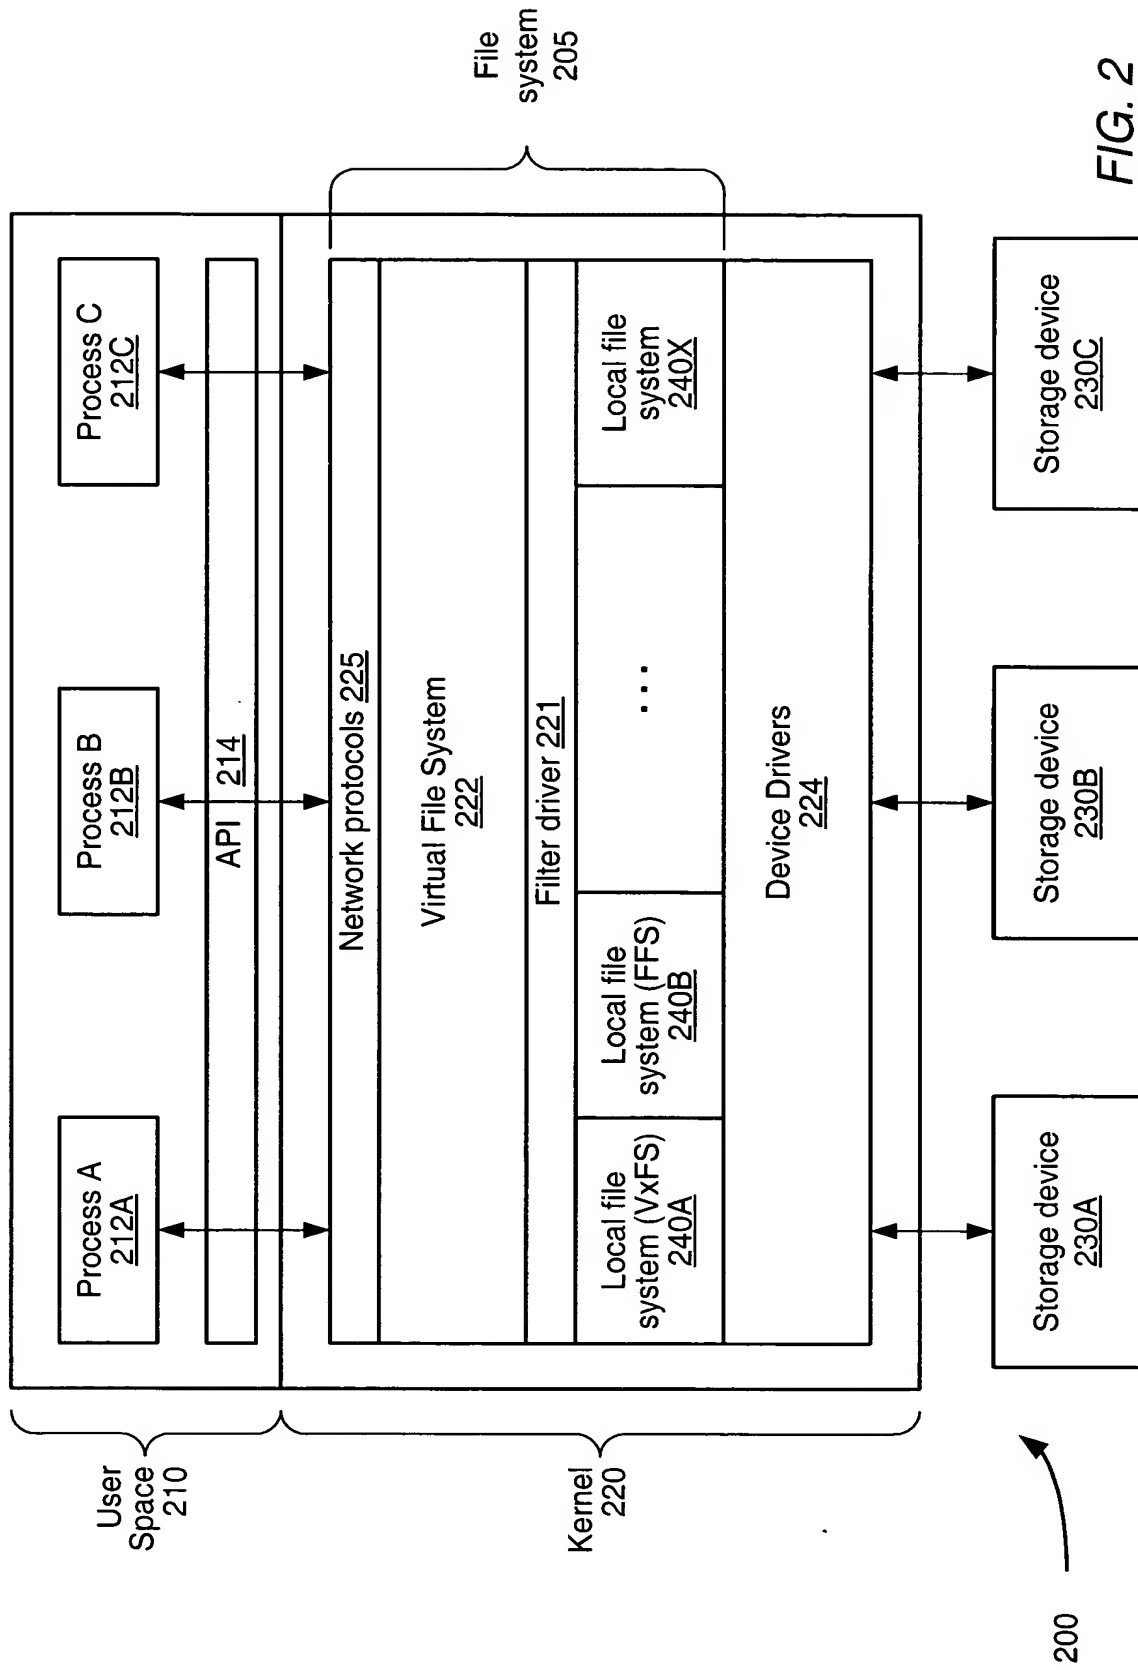 User
Space
210
Process A
212A
Process B
212B
Process C
212C
API 214
Kernel
220
Network protocols 225
Virtual File System
222
Filter driver 221
Local file
system (VxFS)
240A
Local file
system (FFS)
240B
...
Local file
system
240X
Device Drivers
224
File
system
205
Storage device
230A
Storage device
230B
Storage device
230C
200
FIG. 2